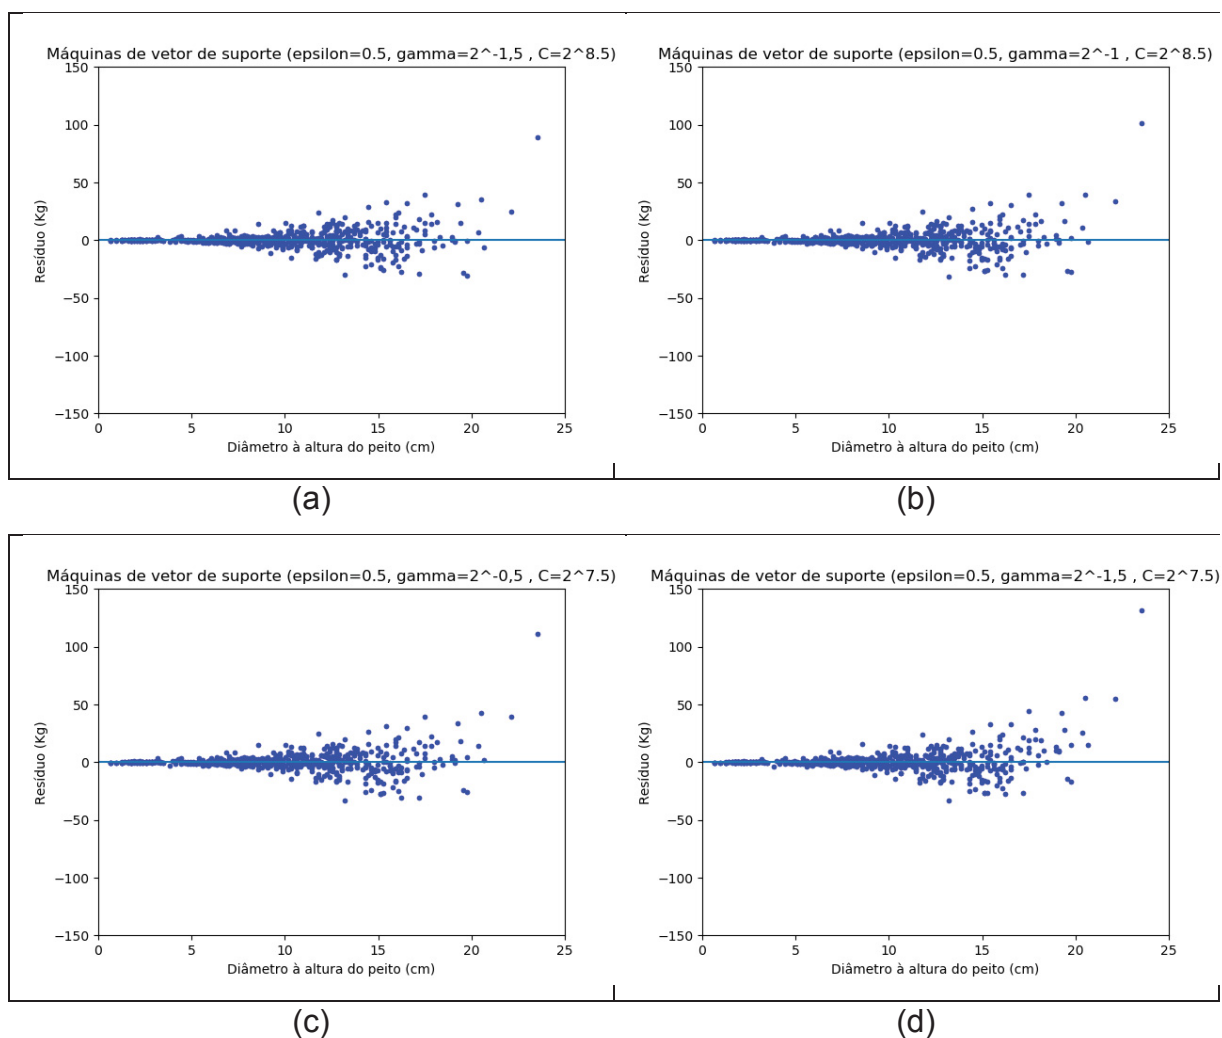 Máquinas de vetor de suporte (epsilon=0.5, gamma=2^-1,5 , C=2^8.5)
150
100
50
0
−50
−100
−150
0 5 10 15 20 25
Resíduo (Kg)
Diâmetro à altura do peito (cm)
(a)
Máquinas de vetor de suporte (epsilon=0.5, gamma=2^-1 , C=2^8.5)
150
100
50
0
−50
−100
−150
0 5 10 15 20 25
Resíduo (Kg)
Diâmetro à altura do peito (cm)
(b)
Máquinas de vetor de suporte (epsilon=0.5, gamma=2^-0,5 , C=2^7.5)
150
100
50
0
−50
−100
−150
0 5 10 15 20 25
Resíduo (Kg)
Diâmetro à altura do peito (cm)
(c)
Máquinas de vetor de suporte (epsilon=0.5, gamma=2^-1,5 , C=2^7.5)
150
100
50
0
−50
−100
−150
0 5 10 15 20 25
Resíduo (Kg)
Diâmetro à altura do peito (cm)
(d)